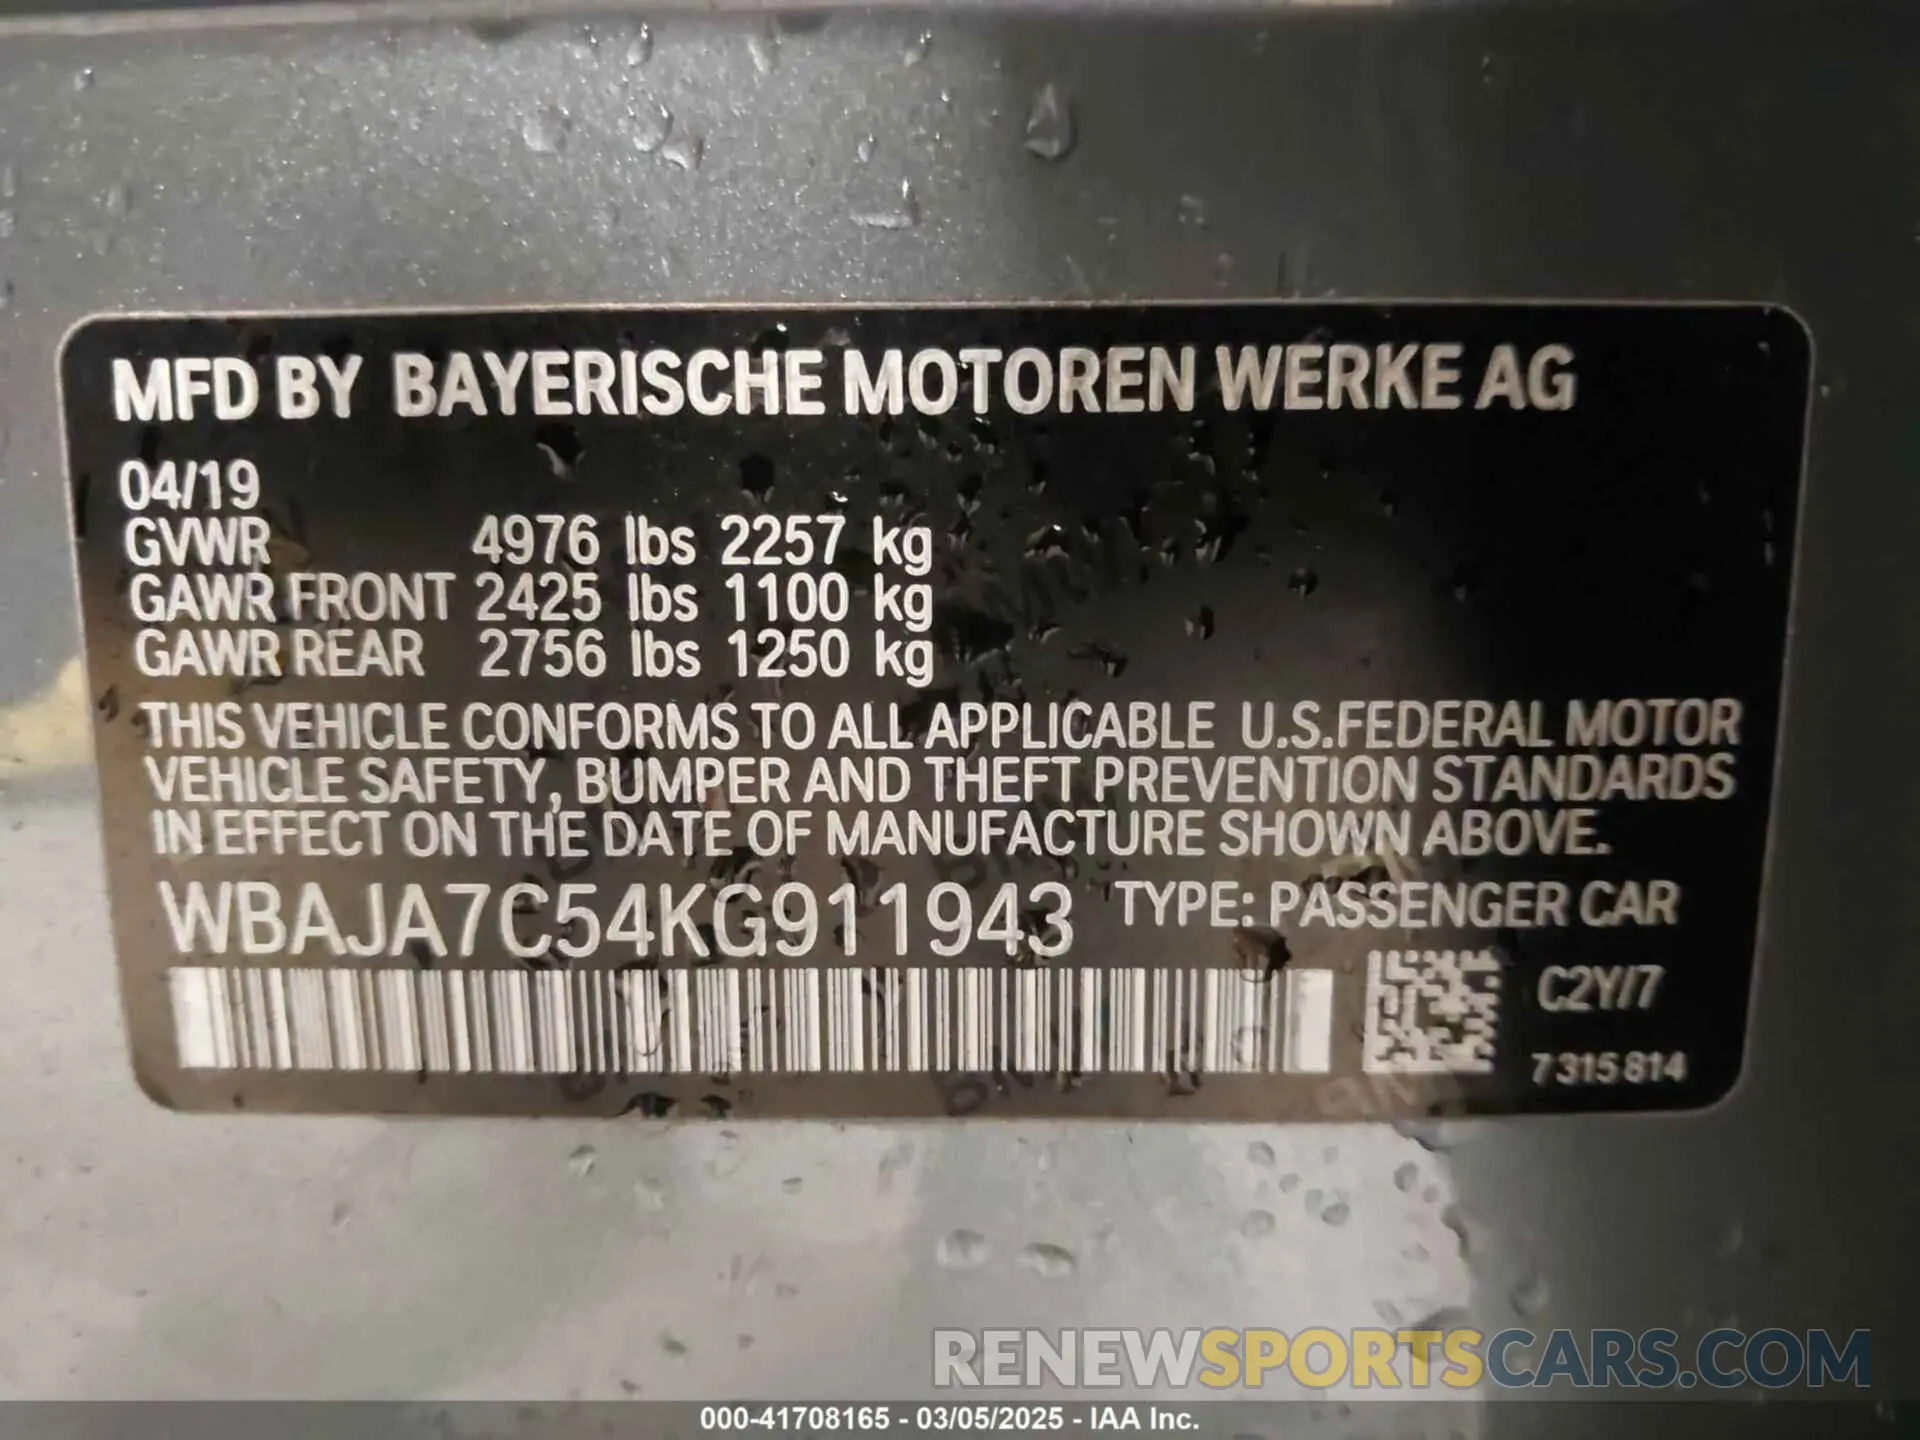 MFD BY BAYERISCHE MOTOREN WERKE AG
04/19
GVWR 4976 lbs 2257 kg
GAWR FRONT 2425 lbs 1100 kg
GAWR REAR 2756 lbs 1250 kg
THIS VEHICLE CONFORMS TO ALL APPLICABLE U.S.FEDERAL MOTOR
VEHICLE SAFETY, BUMPER AND THEFT PREVENTION STANDARDS
IN EFFECT ON THE DATE OF MANUFACTURE SHOWN ABOVE.
WBAJA7C54KG911943 TYPE: PASSENGER CAR
C2Y/7
7 315 814
RENEWSPORTSCARS.COM
000-41708165 - 03/05/2025 - IAA Inc.